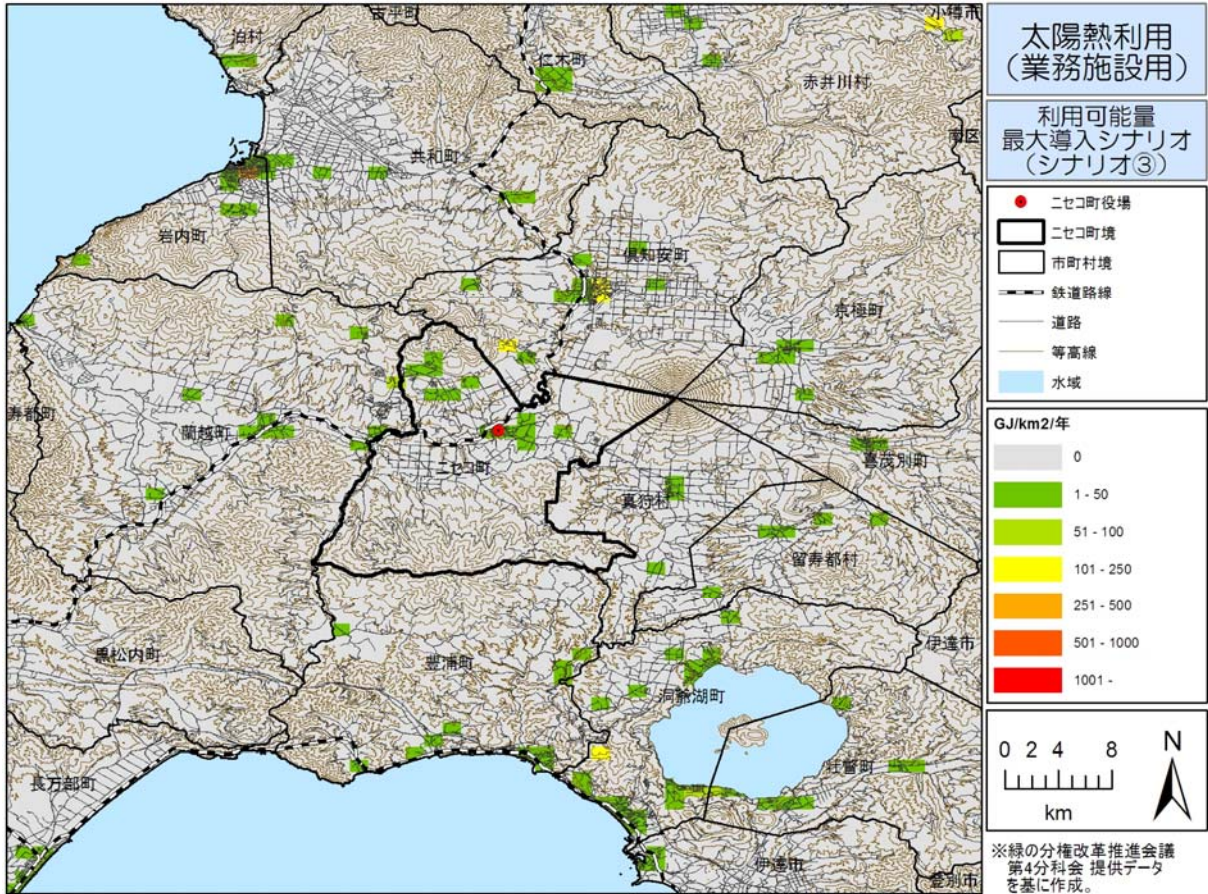 太陽熱利用
（業務施設用）
利用可能量
最大導入シナリオ
（シナリオ③）
ニセコ町役場
ニセコ町境
市町村境
鉄道路線
道路
等高線
水域
GJ/km2/年
0
1 - 50
51 - 100
101 - 250
251 - 500
501 - 1000
1001 -
0 2 4 8
km
N
※緑の分権改革推進会議
第4分科会 提供データ
を基に作成。
泊村
古平町
小樽市
仁木町
赤井川村
南区
共和町
岩内町
倶知安町
京極町
寿都町
蘭越町
ニセコ町
喜茂別町
真狩村
留寿都村
黒松内町
豊浦町
伊達市
洞爺湖町
長万部町
壮瞥町
伊達市
登別市